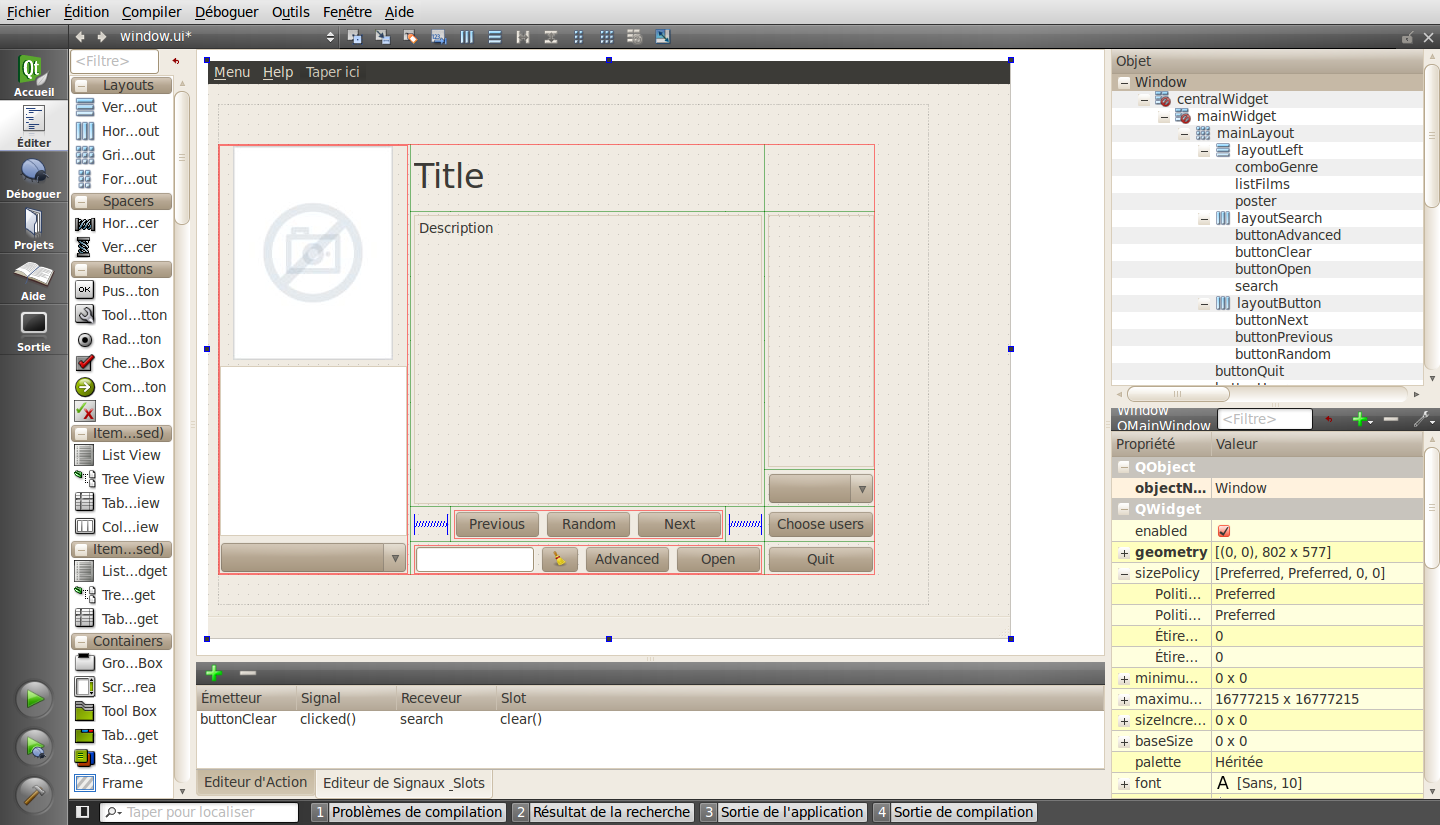 Fichier Édition Compiler Déboguer Outils Fenêtre Aide
window.ui*
Qt
Accueil
Éditer
Déboguer
Projets
Aide
Sortie
<Filtre>
Layouts
Ver...out
Hor...out
Gri...out
For...out
Spacers
Hor...cer
Ver...cer
Buttons
OK Pus...ton
Tool...tton
Rad...ton
Che...Box
Com...ton
But...Box
Item...sed)
List View
Tree View
Tab...iew
Col...iew
Item...sed)
List...dget
Tre...get
Tab...get
Containers
Gro...Box
Scr...rea
Tool Box
Tab...get
Sta...get
Frame
Menu Help Taper ici
Title
Description
Previous Random Next Choose users
Advanced Open Quit
Émetteur Signal Receveur Slot
buttonClear clicked() search clear()
Editeur d'Action Editeur de Signaux _Slots
Objet
Window
centralWidget
mainWidget
mainLayout
layoutLeft
comboGenre
listFilms
poster
layoutSearch
buttonAdvanced
buttonClear
buttonOpen
search
layoutButton
buttonNext
buttonPrevious
buttonRandom
buttonQuit
Window
QMainWindow
<Filtre>
Propriété Valeur
QObject
objectN... Window
QWidget
enabled
geometry [(0, 0), 802 x 577]
sizePolicy [Preferred, Preferred, 0, 0]
Politi... Preferred
Politi... Preferred
Étire... 0
Étire... 0
minimu... 0 x 0
maximu... 16777215 x 16777215
sizeIncre... 0 x 0
baseSize 0 x 0
palette Héritée
font A [Sans, 10]
Taper pour localiser
1 Problèmes de compilation 2 Résultat de la recherche 3 Sortie de l'application 4 Sortie de compilation